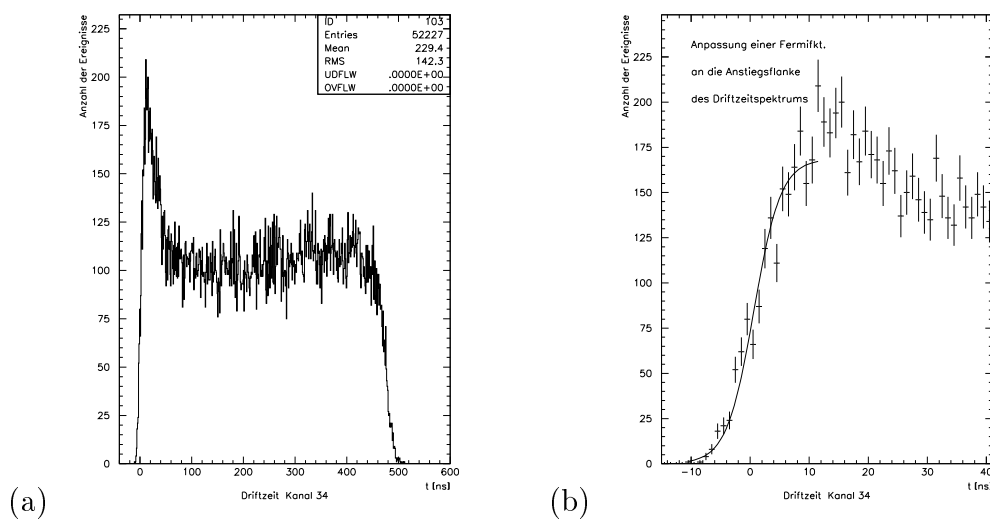 Anzahl der Ereignisse
225
200
175
150
125
100
75
50
25
0
ID 103
Entries 52227
Mean 229.4
RMS 142.3
UDFLW .0000E+00
OVFLW .0000E+00
0 100 200 300 400 500 600
t [ns]
Driftzeit Kanal 34
(a)
Anzahl der Ereignisse
225
200
175
150
125
100
75
50
25
0
Anpassung einer Fermifkt.
an die Anstiegsflanke
des Driftzeitspektrums
-10 0 10 20 30 40
t [ns]
Driftzeit Kanal 34
(b)